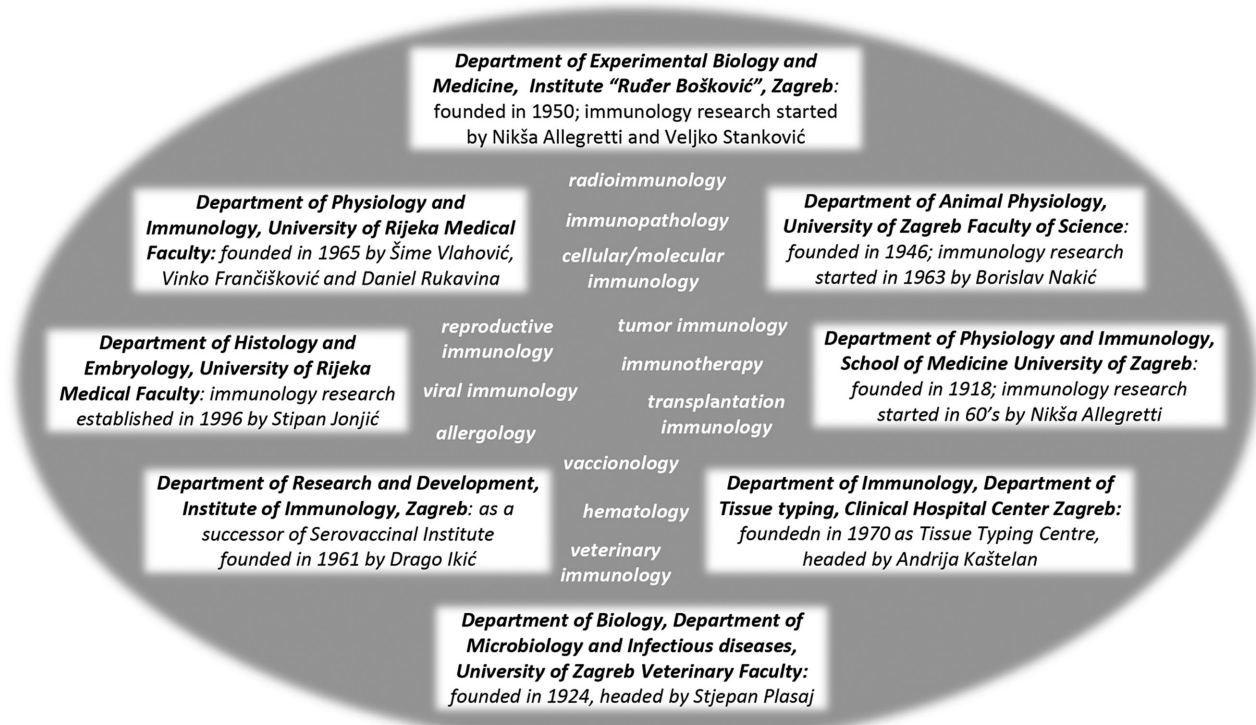 Department of Experimental Biology and
Medicine, Institute “Ruđer Bošković”, Zagreb:
founded in 1950; immunology research started
by Nikša Allegretti and Veljko Stanković
radioimmunology
immunopathology
cellular/molecular
immunology
Department of Physiology and
Immunology, University of Rijeka Medical
Faculty: founded in 1965 by Šime Vlahović,
Vinko Frančišković and Daniel Rukavina
Department of Animal Physiology,
University of Zagreb Faculty of Science:
founded in 1946; immunology research
started in 1963 by Borislav Nakić
reproductive
immunology
viral immunology
allergology
tumor immunology
immunotherapy
transplantation
immunology
Department of Histology and
Embryology, University of Rijeka
Medical Faculty: immunology research
established in 1996 by Stipan Jonjić
Department of Physiology and Immunology,
School of Medicine University of Zagreb:
founded in 1918; immunology research
started in 60’s by Nikša Allegretti
vaccionology
hematology
veterinary
immunology
Department of Research and Development,
Institute of Immunology, Zagreb: as a
successor of Serovaccinal Institute
founded in 1961 by Drago Ikić
Department of Immunology, Department of
Tissue typing, Clinical Hospital Center Zagreb:
foundedn in 1970 as Tissue Typing Centre,
headed by Andrija Kaštelan
Department of Biology, Department of
Microbiology and Infectious diseases,
University of Zagreb Veterinary Faculty:
founded in 1924, headed by Stjepan Plasaj